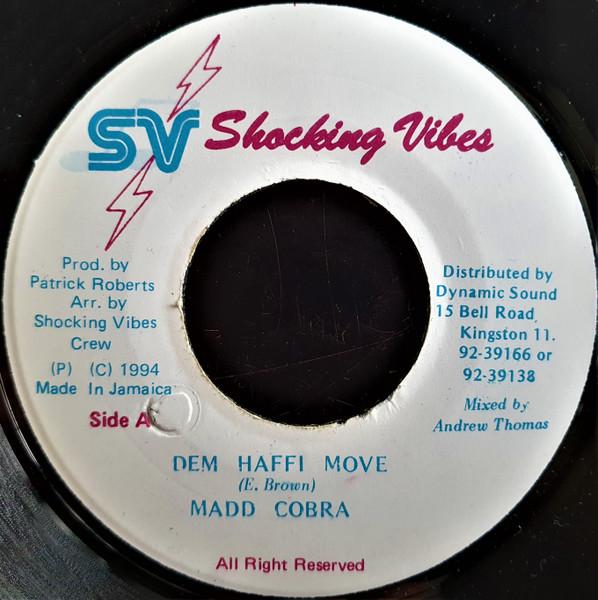 SV Shocking Vibes
Prod. by
Patrick Roberts
Arr. by
Shocking Vibes
Crew
(P) (C) 1994
Made In Jamaica
Side A
Distributed by
Dynamic Sound
15 Bell Road,
Kingston 11.
92-39166 or
92-39138
Mixed by
Andrew Thomas
DEM HAFFI MOVE
(E. Brown)
MADD COBRA
All Right Reserved